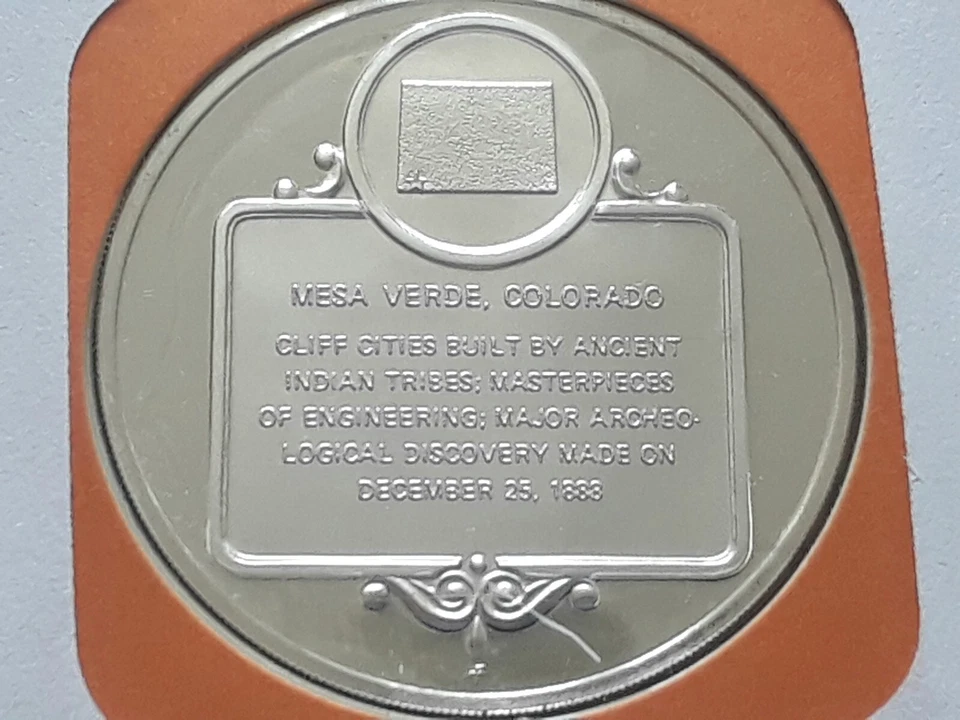 MESA VERDE, COLORADO
CLIFF CITIES BUILT BY ANCIENT
INDIAN TRIBES; MASTERPIECES
OF ENGINEERING; MAJOR ARCHEO-
LOGICAL DISCOVERY MADE ON
DECEMBER 25, 1888